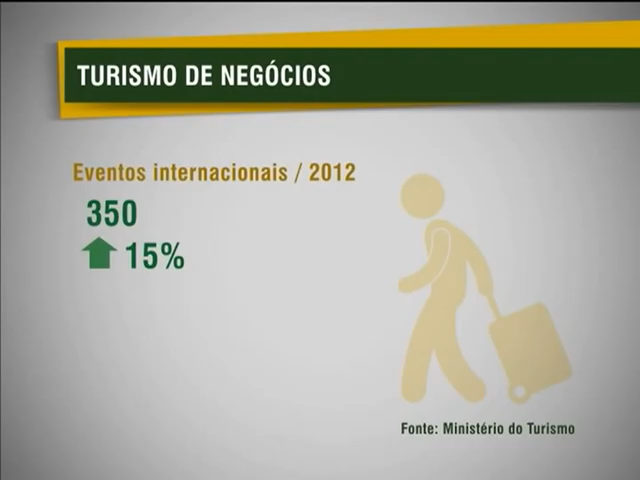 TURISMO DE NEGÓCIOS
Eventos internacionais / 2012
350
15%
Fonte: Ministério do Turismo